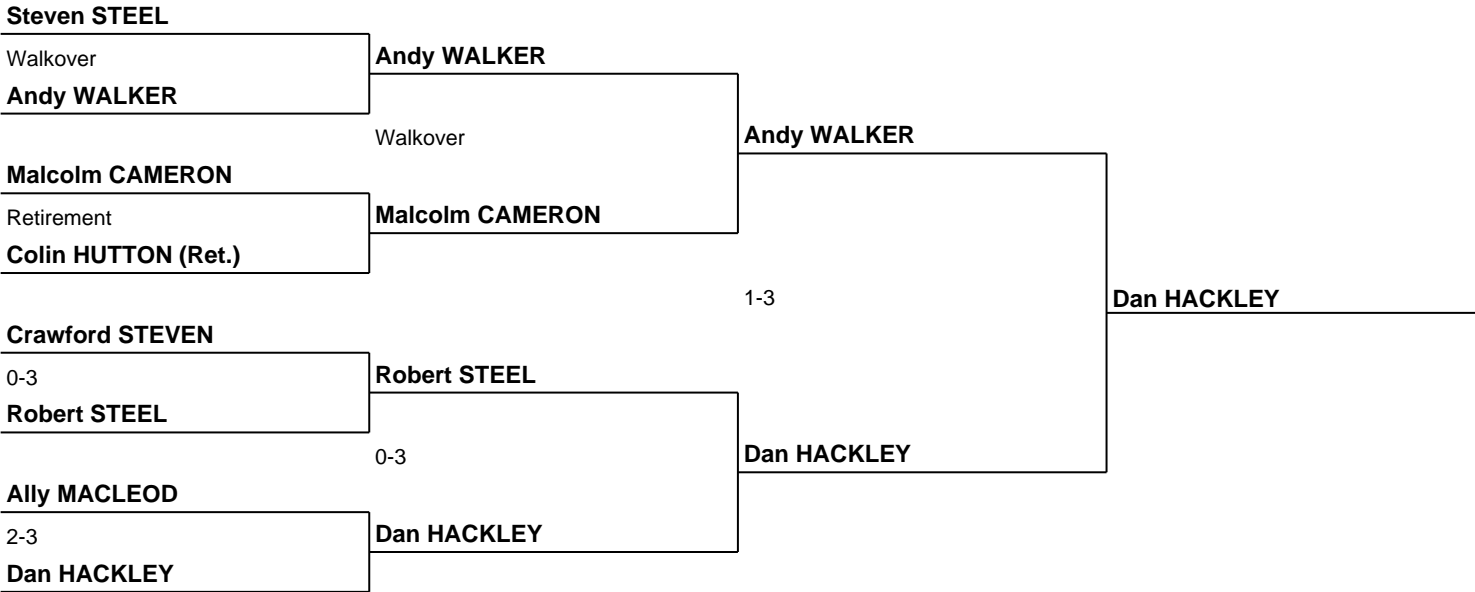 Steven STEEL
Walkover
Andy WALKER
Andy WALKER
Walkover
Andy WALKER
Malcolm CAMERON
Retirement
Malcolm CAMERON
Colin HUTTON (Ret.)
1-3
Dan HACKLEY
Crawford STEVEN
0-3
Robert STEEL
Robert STEEL
0-3
Dan HACKLEY
Ally MACLEOD
2-3
Dan HACKLEY
Dan HACKLEY